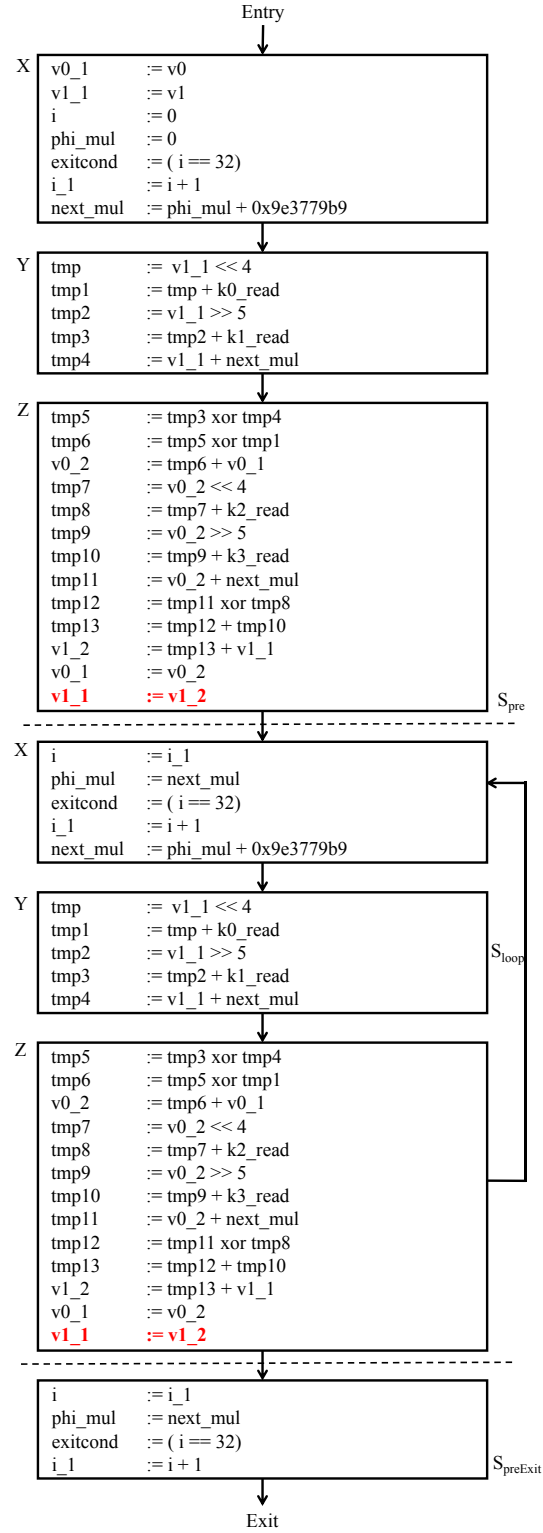 Entry
X
v0_1 := v0
v1_1 := v1
i := 0
phi_mul := 0
exitcond := ( i == 32)
i_1 := i + 1
next_mul := phi_mul + 0x9e3779b9
Y
tmp := v1_1 << 4
tmp1 := tmp + k0_read
tmp2 := v1_1 >> 5
tmp3 := tmp2 + k1_read
tmp4 := v1_1 + next_mul
Z
tmp5 := tmp3 xor tmp4
tmp6 := tmp5 xor tmp1
v0_2 := tmp6 + v0_1
tmp7 := v0_2 << 4
tmp8 := tmp7 + k2_read
tmp9 := v0_2 >> 5
tmp10 := tmp9 + k3_read
tmp11 := v0_2 + next_mul
tmp12 := tmp11 xor tmp8
tmp13 := tmp12 + tmp10
v1_2 := tmp13 + v1_1
v0_1 := v0_2
v1_1 := v1_2
Spre
X
i := i_1
phi_mul := next_mul
exitcond := ( i == 32)
i_1 := i + 1
next_mul := phi_mul + 0x9e3779b9
Y
tmp := v1_1 << 4
tmp1 := tmp + k0_read
tmp2 := v1_1 >> 5
tmp3 := tmp2 + k1_read
tmp4 := v1_1 + next_mul
Sloop
Z
tmp5 := tmp3 xor tmp4
tmp6 := tmp5 xor tmp1
v0_2 := tmp6 + v0_1
tmp7 := v0_2 << 4
tmp8 := tmp7 + k2_read
tmp9 := v0_2 >> 5
tmp10 := tmp9 + k3_read
tmp11 := v0_2 + next_mul
tmp12 := tmp11 xor tmp8
tmp13 := tmp12 + tmp10
v1_2 := tmp13 + v1_1
v0_1 := v0_2
v1_1 := v1_2
i := i_1
phi_mul := next_mul
exitcond := ( i == 32)
i_1 := i + 1
SpreExit
Exit